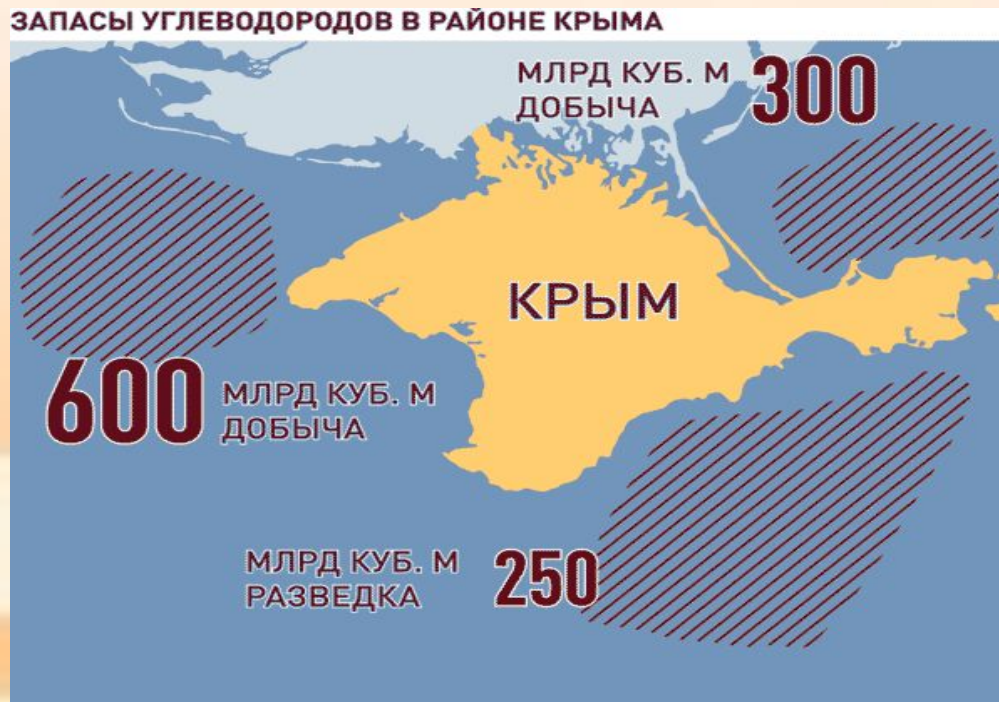 ЗАПАСЫ УГЛЕВОДОРОДОВ В РАЙОНЕ КРЫМА
МЛРД КУБ. М 300
ДОБЫЧА
КРЫМ
600 МЛРД КУБ. М
ДОБЫЧА
МЛРД КУБ. М 250
РАЗВЕДКА